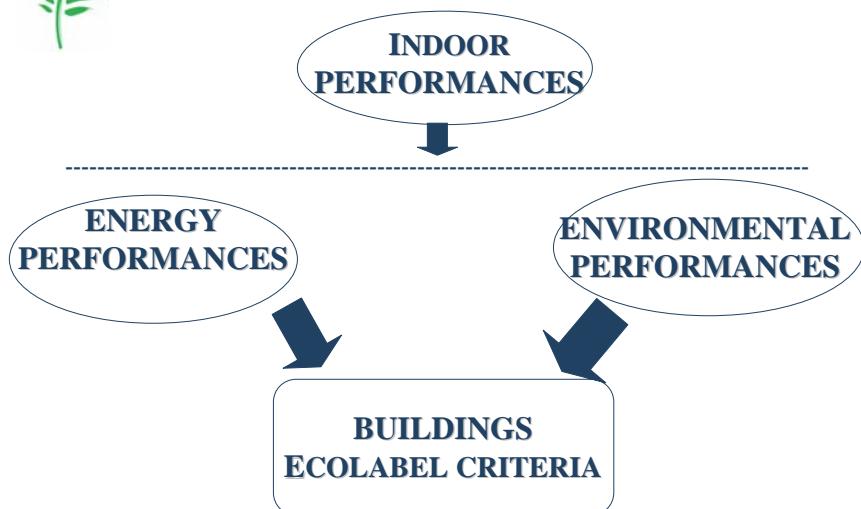 INDOOR
PERFORMANCES
ENERGY
PERFORMANCES
ENVIRONMENTAL
PERFORMANCES
BUILDINGS
ECOLABEL CRITERIA